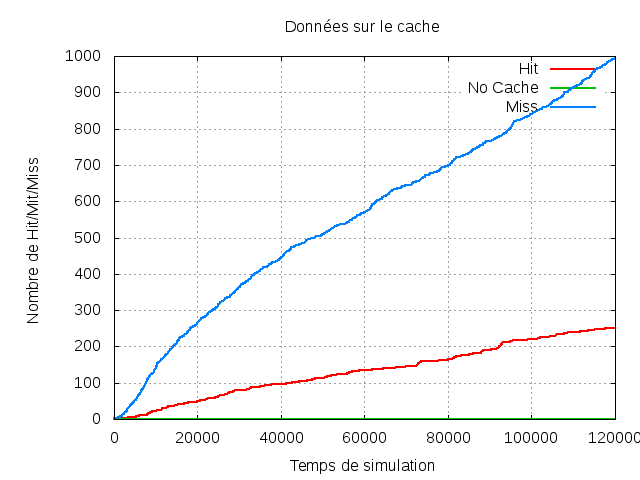 Données sur le cache
Nombre de Hit/Mit/Miss
1000
900
800
700
600
500
400
300
200
100
0
Hit
No Cache
Miss
0 20000 40000 60000 80000 100000 120000
Temps de simulation